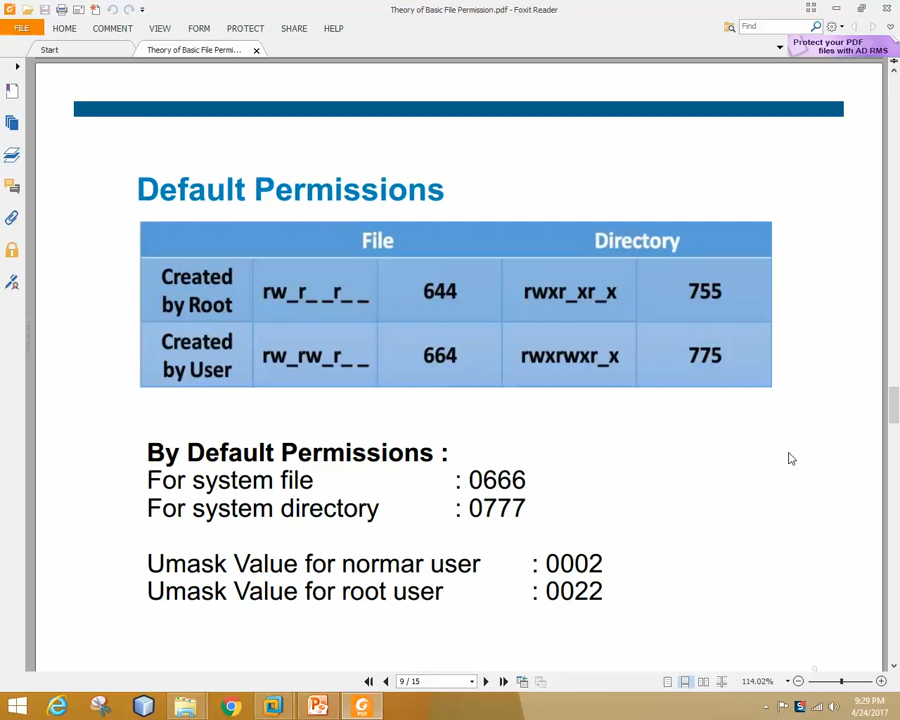 Theory of Basic File Permission.pdf - Foxit Reader
FILE HOME COMMENT VIEW FORM PROTECT SHARE HELP
Find
Protect your PDF
files with AD RMS
Start
Theory of Basic File Permi...
Default Permissions
File Directory
Created
by Root
rw_r_ _r_ _ 644 rwxr_xr_x 755
Created
by User
rw_rw_r_ _ 664 rwxrwxr_x 775
By Default Permissions :
For system file : 0666
For system directory : 0777
Umask Value for normar user : 0002
Umask Value for root user : 0022
9
9 / 15
114.02%
9:29 PM
4/24/2017